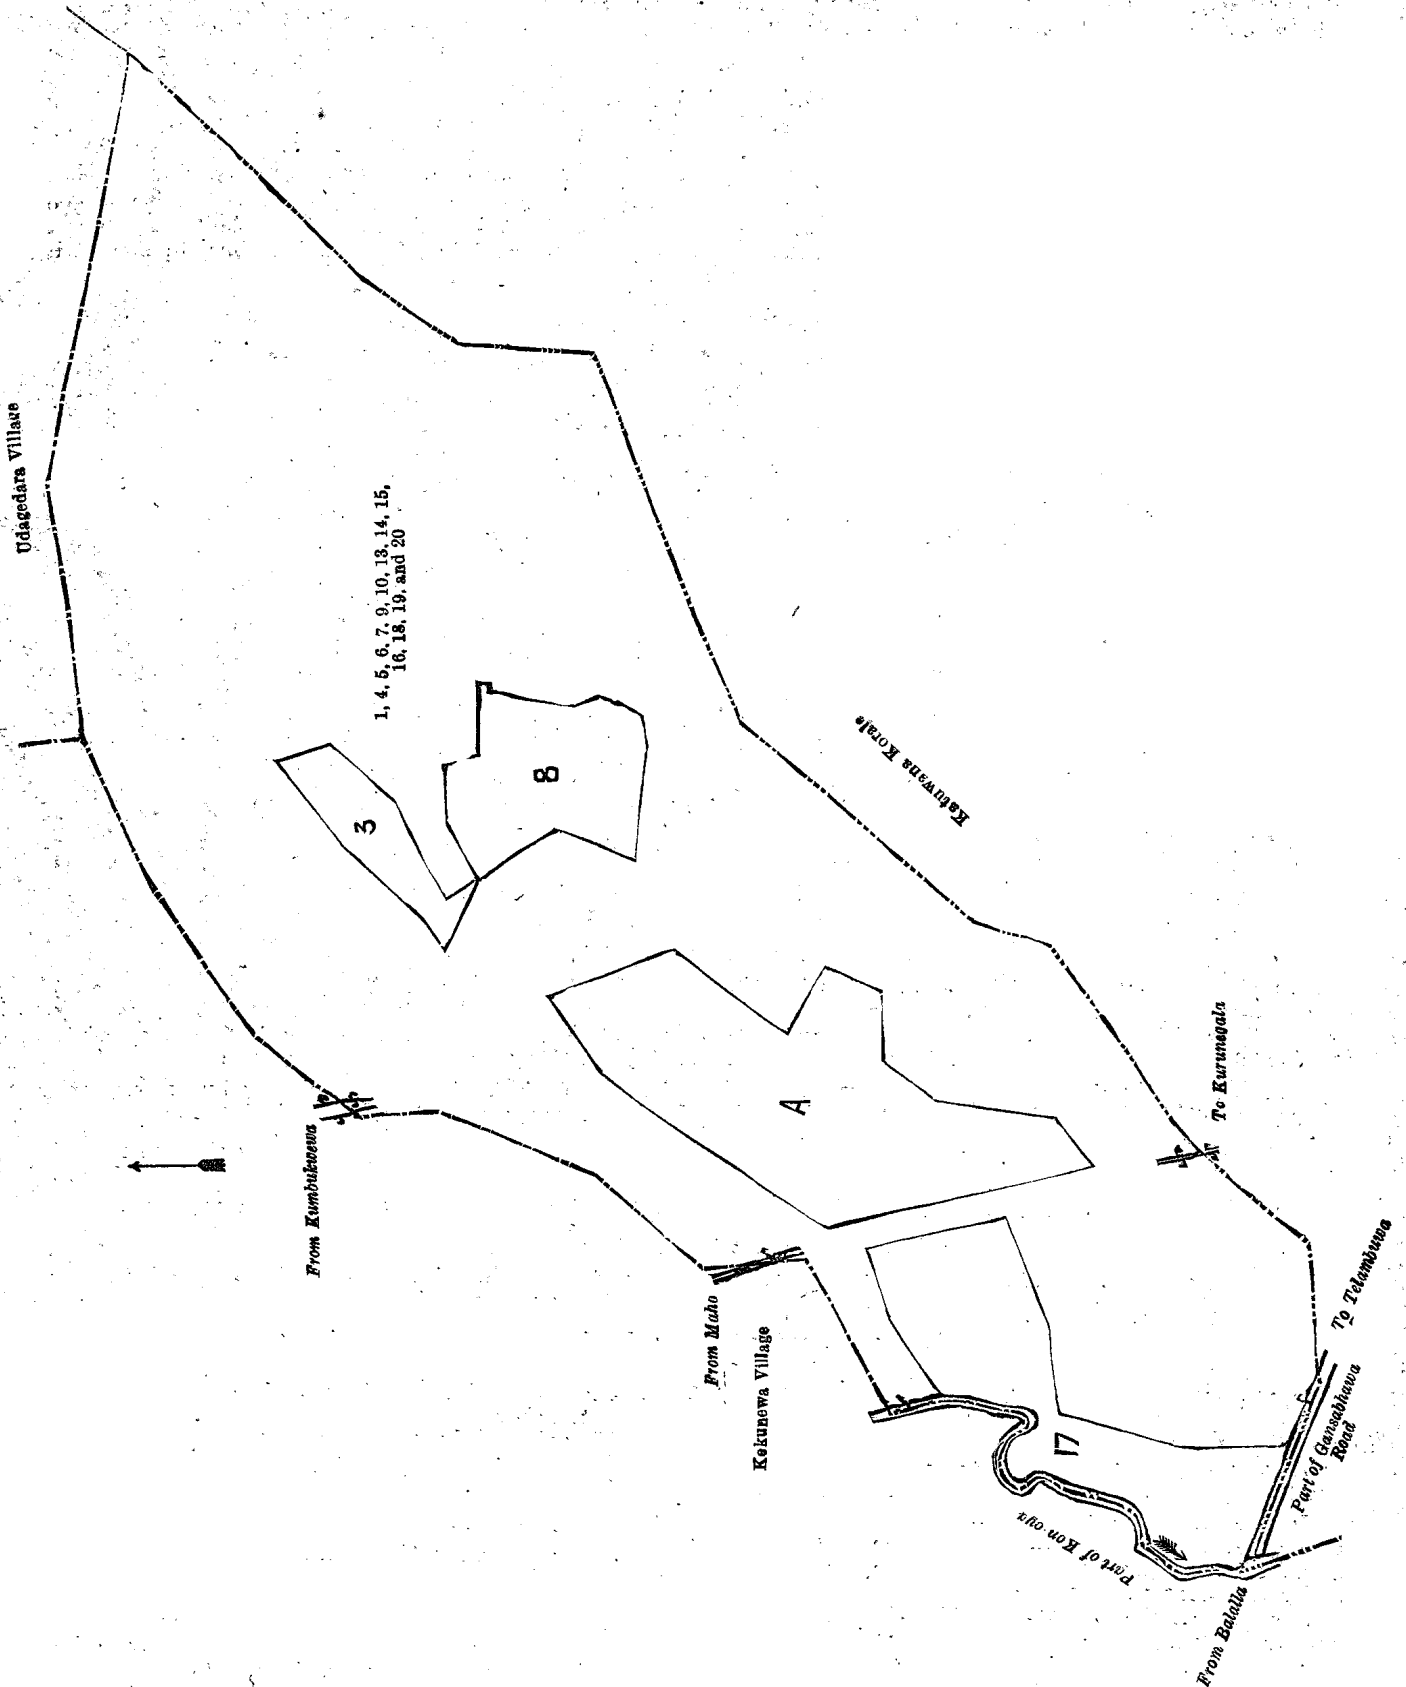 Udagedara Village
1, 4, 5, 6, 7, 9, 10, 13, 14, 15,
16, 18, 19, and 20
3
8
Katuwana Korale
From Kumbukwewa
A
To Kurunegala
From Maho
Kekunewa Village
17
Part of Kon-oya
To Telambuwa
Part of Gansabhawa
Road
From Balalla